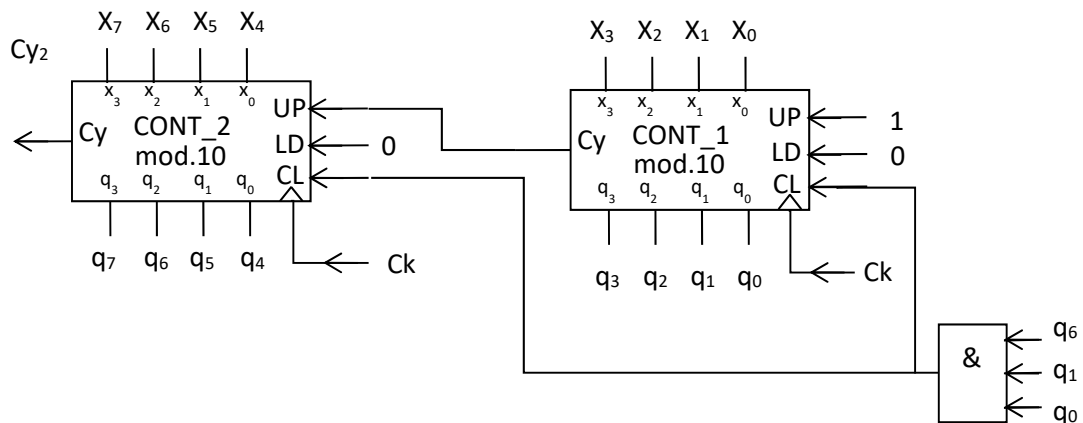 X₇ X₆ X₅ X₄
Cy₂
x₃ x₂ x₁ x₀
UP
Cy
CONT_2
LD
0
mod.10
CL
q₃ q₂ q₁ q₀
q₇ q₆ q₅ q₄
Ck
X₃ X₂ X₁ X₀
x₃ x₂ x₁ x₀
UP
1
Cy
CONT_1
LD
0
mod.10
CL
q₃ q₂ q₁ q₀
q₃ q₂ q₁ q₀
Ck
&
q₆
q₁
q₀